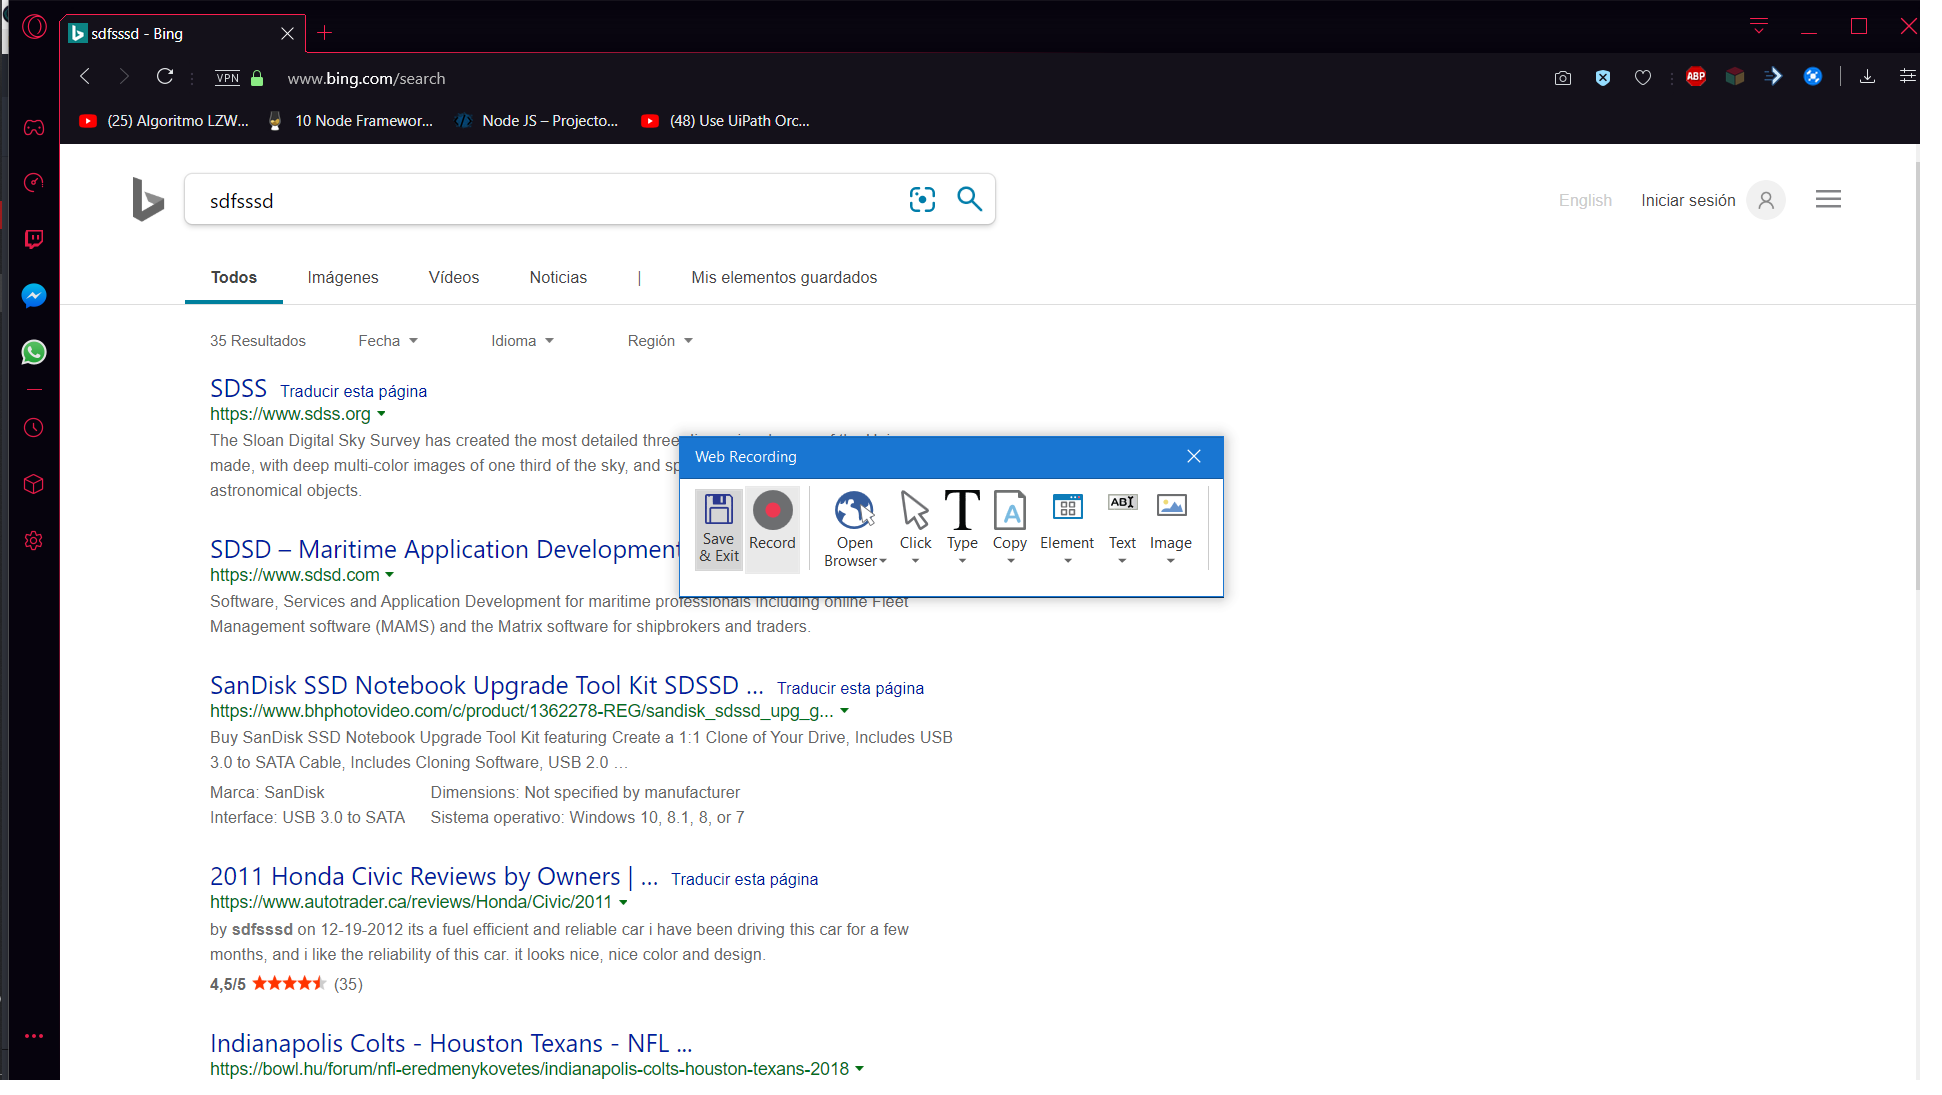 sdfsssd - Bing
VPN www.bing.com/search
ABP
(25) Algoritmo LZW... 10 Node Framewor... Node JS – Projecto... (48) Use UiPath Orc...
sdfsssd
English Iniciar sesión
Todos Imágenes Vídeos Noticias | Mis elementos guardados
35 Resultados Fecha Idioma Región
SDSS Traducir esta página
https://www.sdss.org
The Sloan Digital Sky Survey has created the most detailed three
made, with deep multi-color images of one third of the sky, and sp
astronomical objects.
Web Recording
Save & Exit
Record
Open Browser
Click
Type
Copy
Element
Text
Image
ABI
SDSD – Maritime Application Development
https://www.sdsd.com
Software, Services and Application Development for maritime professionals including online Fleet
Management software (MAMS) and the Matrix software for shipbrokers and traders.
SanDisk SSD Notebook Upgrade Tool Kit SDSSD ... Traducir esta página
https://www.bhphotovideo.com/c/product/1362278-REG/sandisk_sdssd_upg_g...
Buy SanDisk SSD Notebook Upgrade Tool Kit featuring Create a 1:1 Clone of Your Drive, Includes USB
3.0 to SATA Cable, Includes Cloning Software, USB 2.0 ...
Marca: SanDisk Dimensions: Not specified by manufacturer
Interface: USB 3.0 to SATA Sistema operativo: Windows 10, 8.1, 8, or 7
2011 Honda Civic Reviews by Owners | ... Traducir esta página
https://www.autotrader.ca/reviews/Honda/Civic/2011
by sdfsssd on 12-19-2012 its a fuel efficient and reliable car i have been driving this car for a few
months, and i like the reliability of this car. it looks nice, nice color and design.
4,5/5 (35)
Indianapolis Colts - Houston Texans - NFL ...
https://bowl.hu/forum/nfl-eredmenykovetes/indianapolis-colts-houston-texans-2018